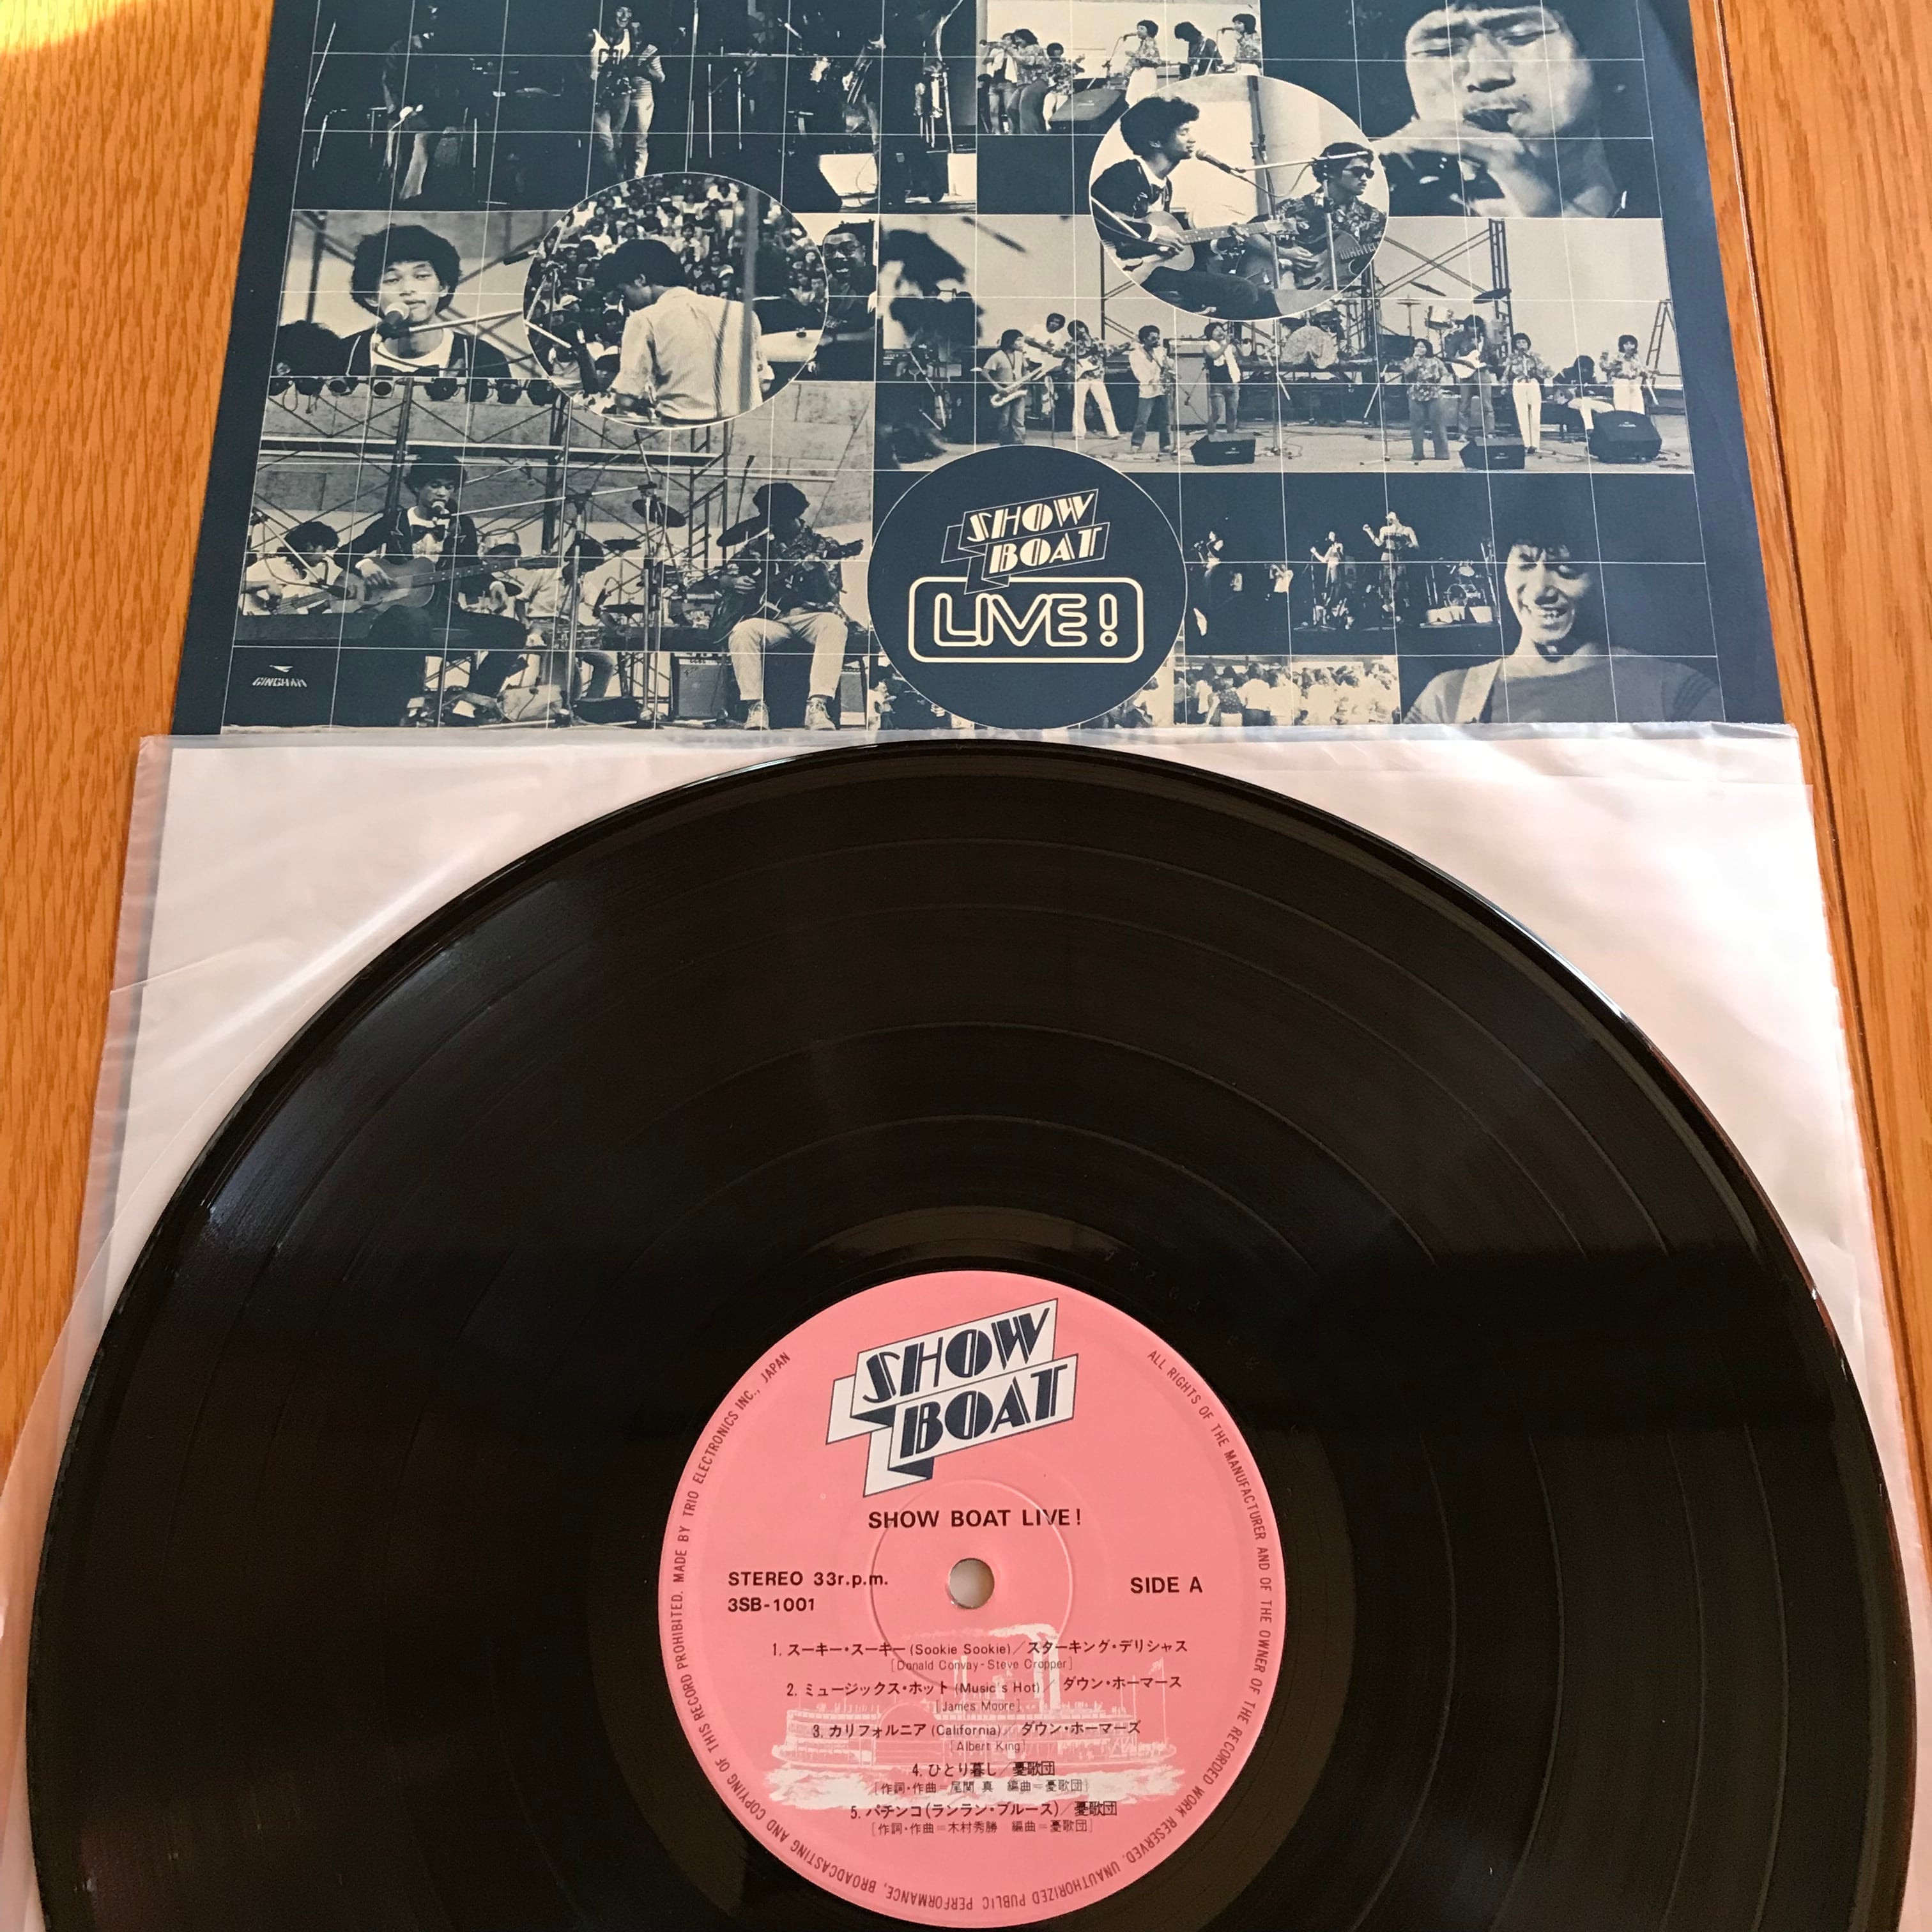 SHOW
BOAT
LIVE!
GINGHAM
SHOW
BOAT
SHOW BOAT LIVE!
STEREO 33r.p.m.
3SB-1001
SIDE A
1. スーキー・スーキー (Sookie Sookie)／スターキング・デリシャス
[Donald Convay-Steve Cropper]
2. ミュージックス・ホット (Music's Hot)／ダウン・ホーマース
[James Moore]
3. カリフォルニア (California)／ダウン・ホーマーズ
[Albert King]
4. ひとり暮し／憂歌団
[作詞・作曲＝尾関 真 編曲＝憂歌団]
5. パチンコ(ランラン・ブルース)／憂歌団
[作詞・作曲＝木村秀勝 編曲＝憂歌団]
ALL RIGHTS OF THE MANUFACTURER AND OF THE OWNER OF THE RECORDED WORK RESERVED. UNAUTHORIZED PUBLIC PERFORMANCE, BROADCASTING AND COPYING OF THIS RECORD PROHIBITED. MADE BY TRIO ELECTRONICS INC., JAPAN